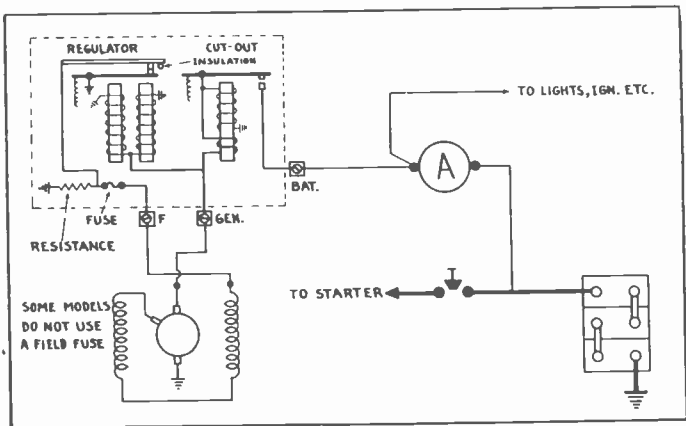 REGULATOR
CUT-OUT
INSULATION
TO LIGHTS, IGN. ETC.
A
BAT.
FUSE
F
GEN.
RESISTANCE
TO STARTER
SOME MODELS
DO NOT USE
A FIELD FUSE